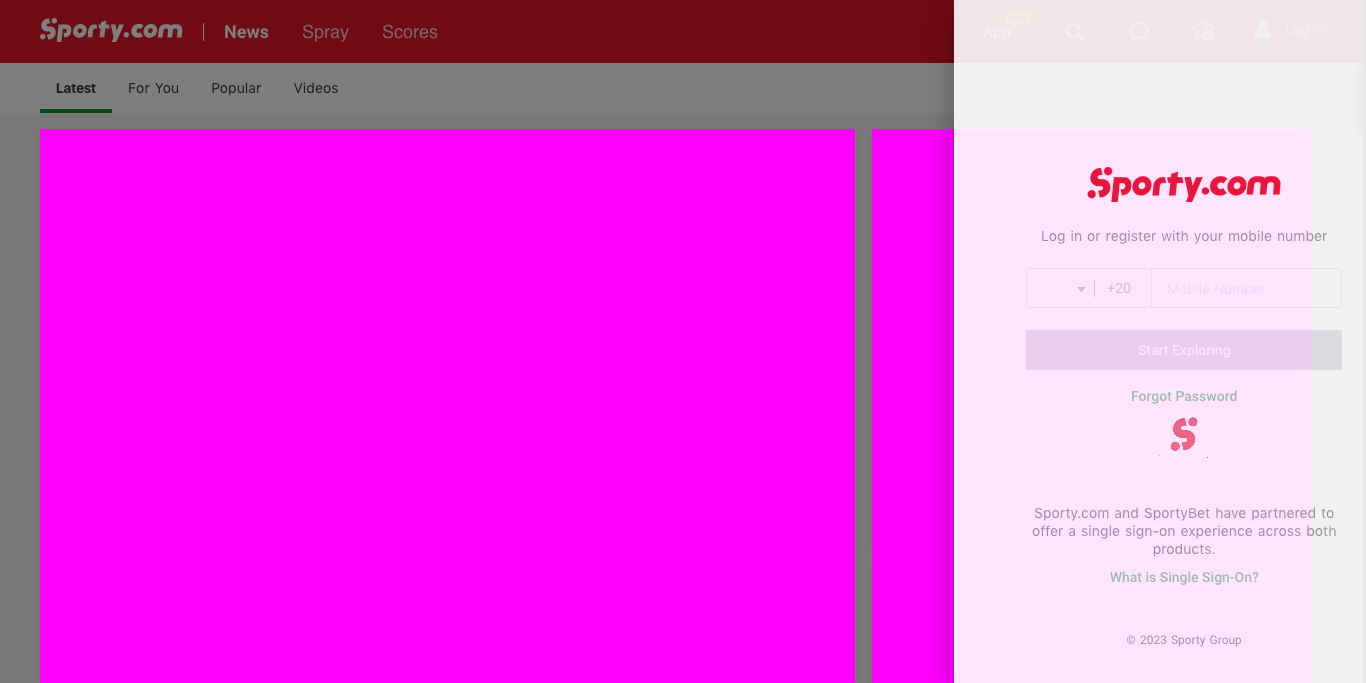 Sporty.com
News
Spray
Scores
App
HOT
Log In
Latest
For You
Popular
Videos
Sporty.com
Log in or register with your mobile number
+20
Mobile Number
Start Exploring
Forgot Password
Sporty.com and SportyBet have partnered to
offer a single sign-on experience across both
products.
What is Single Sign-On?
© 2023 Sporty Group